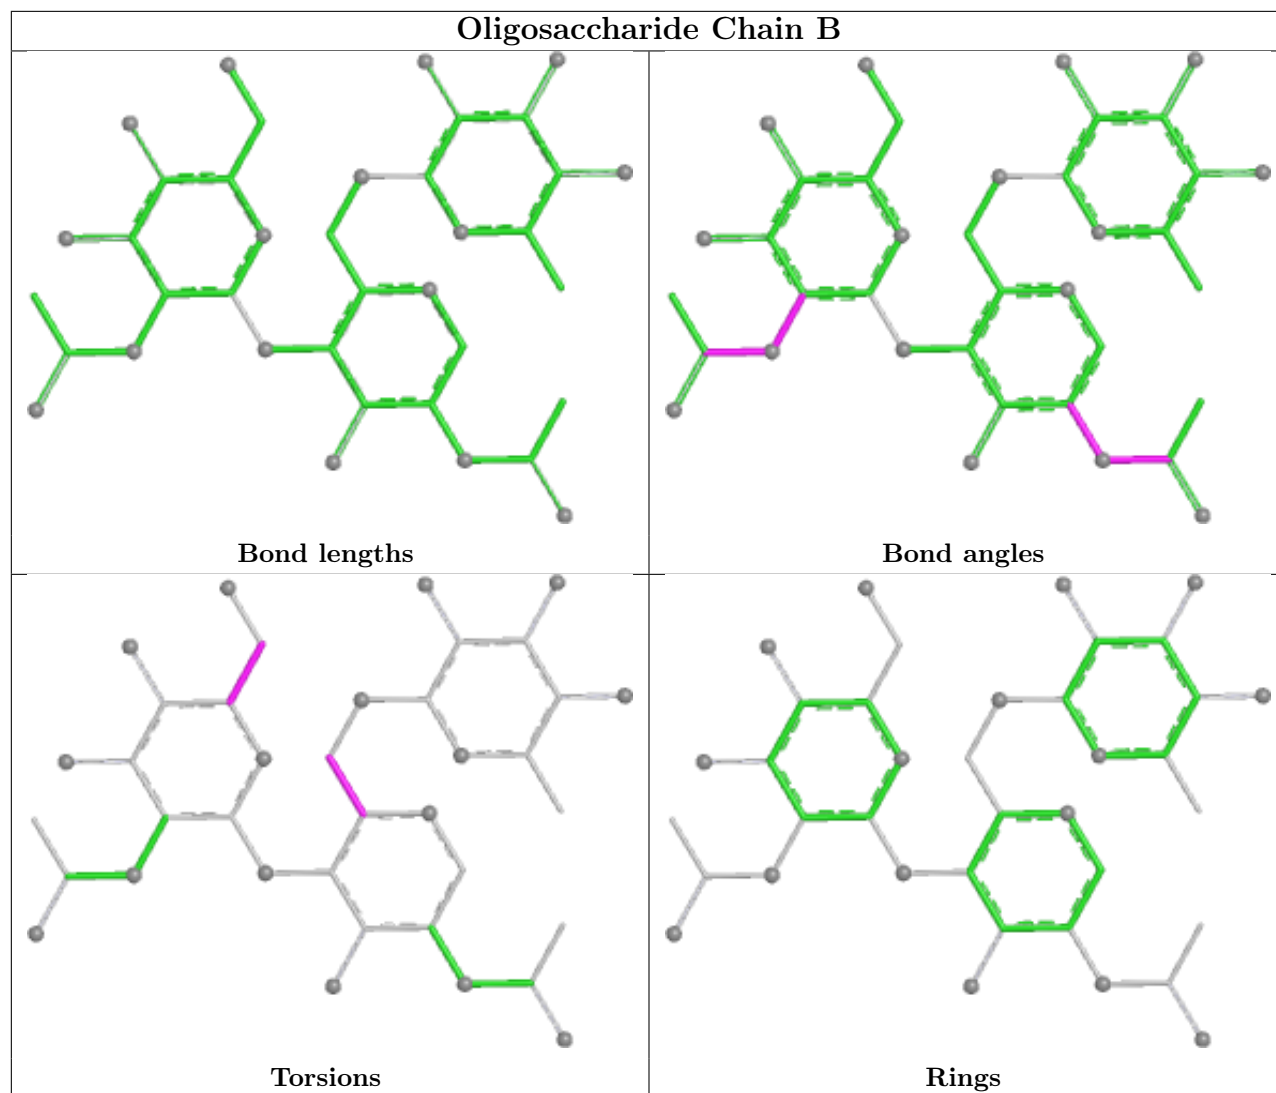 Oligosaccharide Chain B
Bond lengths
Bond angles
Torsions
Rings